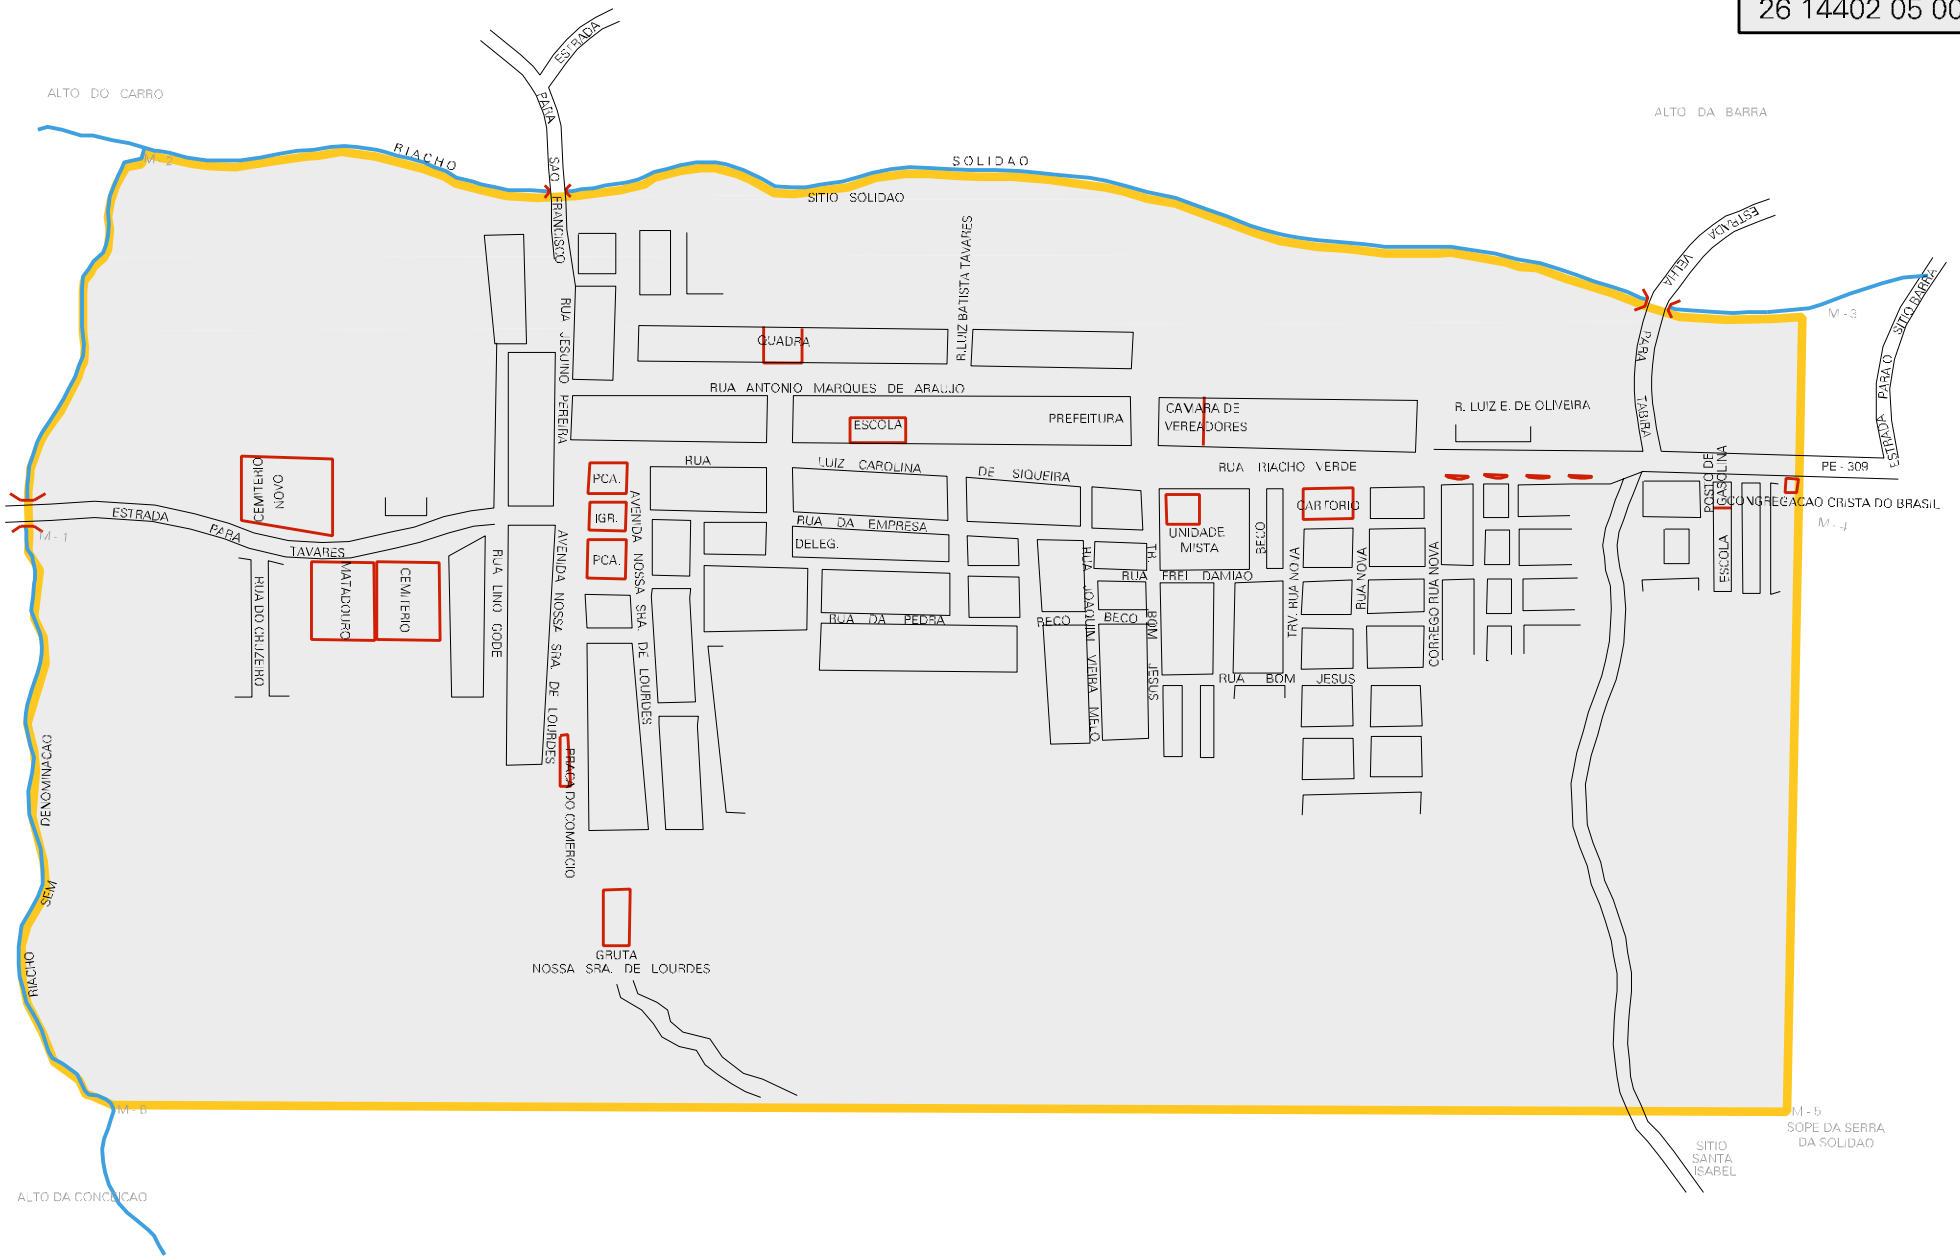 26 14402 05 00
ESTRADA
PARA
SAO
FRANCISCO
ALTO DO CARRO
ALTO DA BARRA
M - 2
RIACHO
SOLIDAO
SITIO SOLIDAO
ESTRADA
VELHA
PARA
TABIRA
M - 3
ESTRADA PARA O
SITIO BARRA
RUA JESUINO PEREIRA
R.LUIZ BATISTA TAVARES
QUADRA
RUA ANTONIO MARQUES DE ARAUJO
ESCOLA
PREFEITURA
CAMARA DE
VEREADORES
R. LUIZ E. DE OLIVEIRA
RUA LUIZ CAROLINA DE SIQUEIRA
RUA RIACHO VERDE
PE - 309
POSTO DE
GASOLINA
CONGREGACAO CRISTA DO BRASIL
M - 4
ESCOLA
CEMITERIO
NOVO
PCA.
IGR.
PCA.
AVENIDA NOSSA SRA. DE LOURDES
RUA DA EMPRESA
DELEG.
UNIDADE
MISTA
BECO
CARTORIO
M - 1
ESTRADA PARA TAVARES
RUA DO CRUZEIRO
MATADOURO
CEMITERIO
RUA LINO GODE
AVENIDA NOSSA SRA. DE LOURDES
RUA DA PEDRA
BECO
BECO
RUA JOAQUIM VIEIRA MELO
TR. BOM JESUS
RUA FREI DAMIAO
TRV. RUA NOVA
RUA NOVA
CORREGO RUA NOVA
RUA BOM JESUS
PRACA DO COMERCIO
GRUTA
NOSSA SRA. DE LOURDES
RIACHO SEM DENOMINACAO
M - 6
M - 5
SOPE DA SERRA
DA SOLIDAO
SITIO
SANTA
ISABEL
ALTO DA CONCEICAO